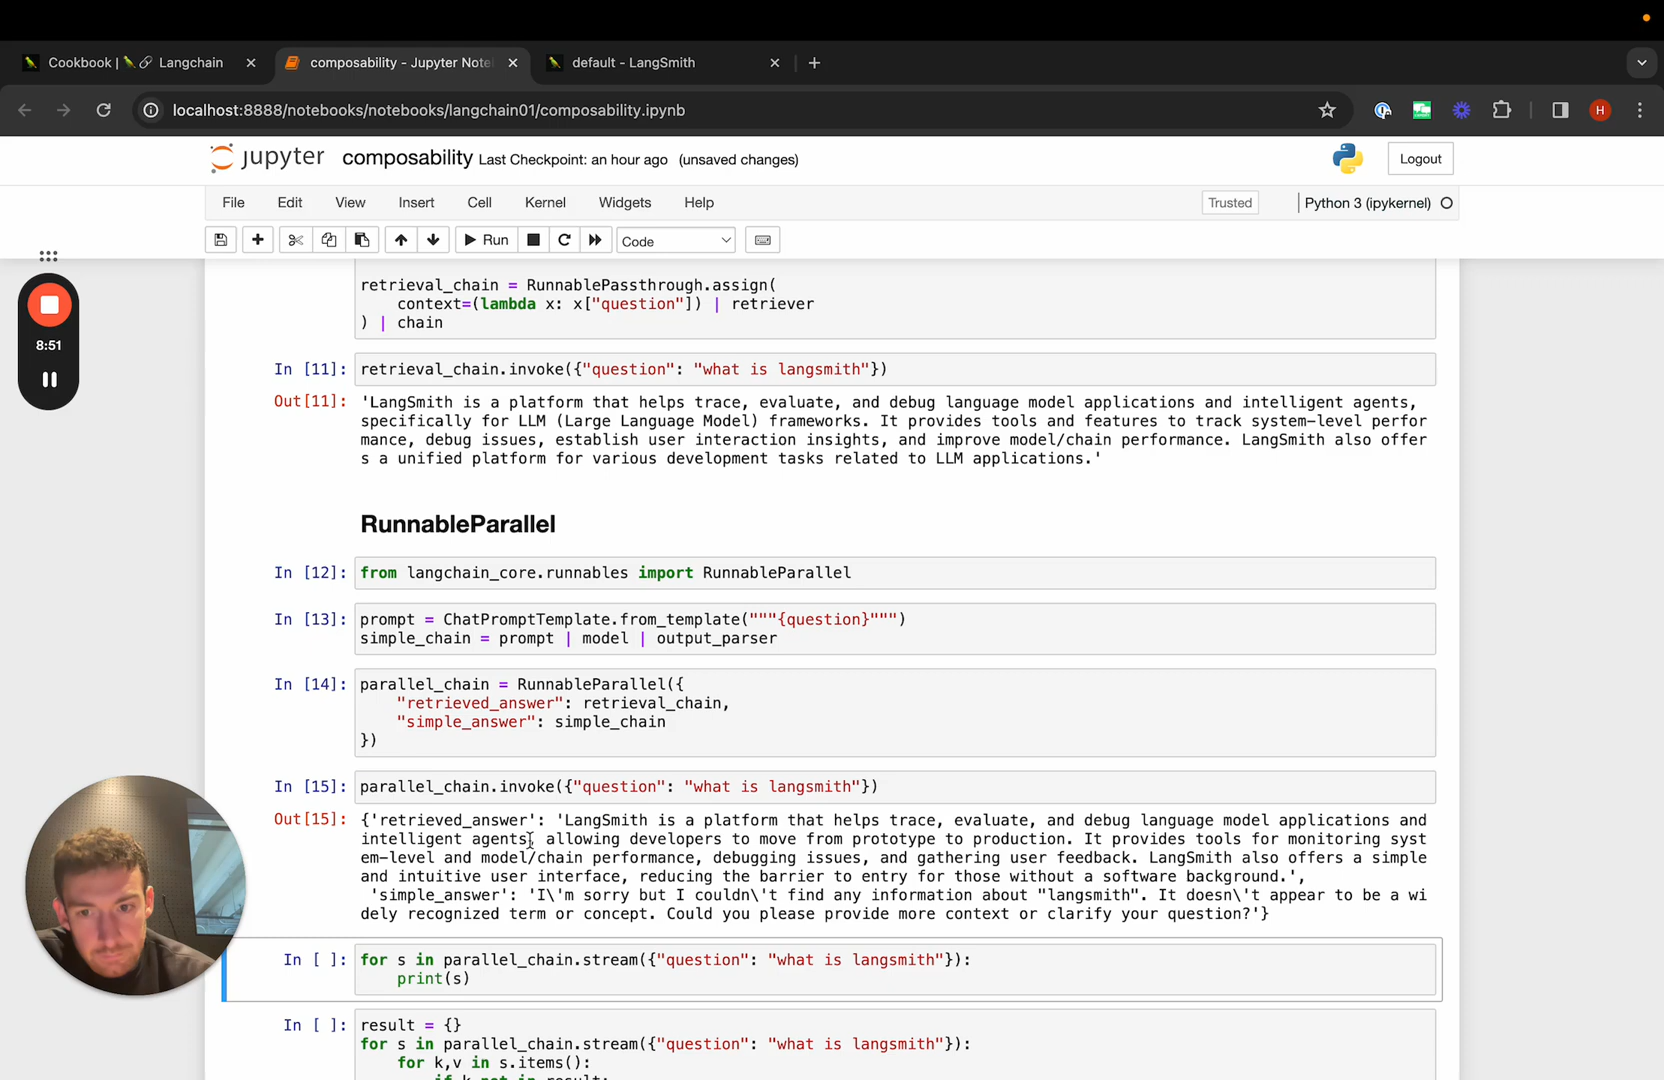 Cookbook | Langchain
composability - Jupyter Note
default - LangSmith
localhost:8888/notebooks/notebooks/langchain01/composability.ipynb
H
jupyter composability Last Checkpoint: an hour ago (unsaved changes)
Logout
File Edit View Insert Cell Kernel Widgets Help
Trusted
Python 3 (ipykernel)
Run
Code
8:51
retrieval_chain = RunnablePassthrough.assign(
context=(lambda x: x["question"]) | retriever
) | chain
In [11]: retrieval_chain.invoke({"question": "what is langsmith"})
Out[11]: 'LangSmith is a platform that helps trace, evaluate, and debug language model applications and intelligent agents,
specifically for LLM (Large Language Model) frameworks. It provides tools and features to track system-level perfor
mance, debug issues, establish user interaction insights, and improve model/chain performance. LangSmith also offer
s a unified platform for various development tasks related to LLM applications.'
RunnableParallel
In [12]: from langchain_core.runnables import RunnableParallel
In [13]: prompt = ChatPromptTemplate.from_template("""{question}""")
simple_chain = prompt | model | output_parser
In [14]: parallel_chain = RunnableParallel({
"retrieved_answer": retrieval_chain,
"simple_answer": simple_chain
})
In [15]: parallel_chain.invoke({"question": "what is langsmith"})
Out[15]: {'retrieved_answer': 'LangSmith is a platform that helps trace, evaluate, and debug language model applications and
intelligent agents, allowing developers to move from prototype to production. It provides tools for monitoring syst
em-level and model/chain performance, debugging issues, and gathering user feedback. LangSmith also offers a simple
and intuitive user interface, reducing the barrier to entry for those without a software background.',
'simple_answer': 'I\'m sorry but I couldn\'t find any information about "langsmith". It doesn\'t appear to be a wi
dely recognized term or concept. Could you please provide more context or clarify your question?'}
In [ ]: for s in parallel_chain.stream({"question": "what is langsmith"}):
print(s)
In [ ]: result = {}
for s in parallel_chain.stream({"question": "what is langsmith"}):
for k,v in s.items():
if k not in result: